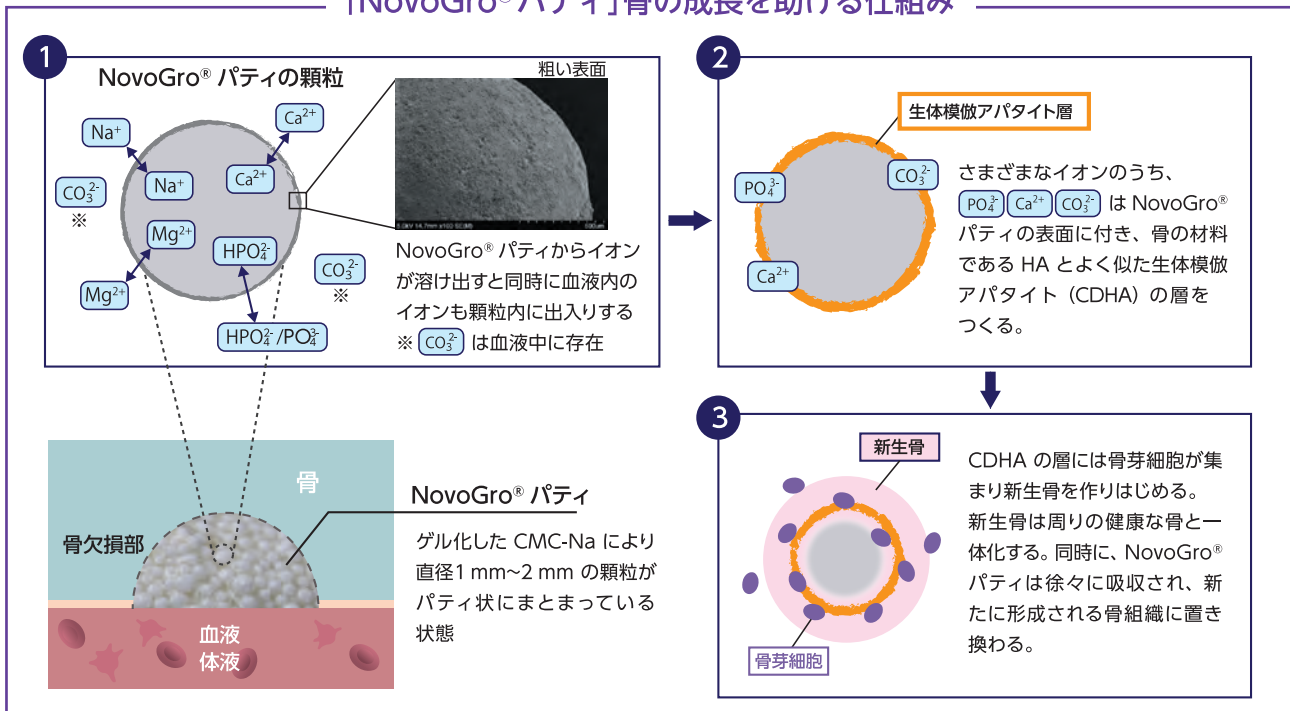 「NovoGro®パティ」骨の成長を助ける仕組み
1
NovoGro® パティの顆粒
粗い表面
Na⁺
Na⁺
Ca²⁺
Ca²⁺
CO₃²⁻
※
Mg²⁺
Mg²⁺
HPO₄²⁻
HPO₄²⁻/PO₄³⁻
CO₃²⁻
※
NovoGro® パティからイオン
が溶け出すと同時に血液内の
イオンも顆粒内に出入りする
※ CO₃²⁻ は血液中に存在
2
生体模倣アパタイト層
PO₄³⁻
CO₃²⁻
Ca²⁺
さまざまなイオンのうち、
PO₄³⁻ Ca²⁺ CO₃²⁻ は NovoGro®
パティの表面に付き、骨の材料
である HA とよく似た生体模倣
アパタイト（CDHA）の層を
つくる。
骨
骨欠損部
血液
体液
NovoGro® パティ
ゲル化した CMC-Na により
直径1 mm~2 mm の顆粒が
パティ状にまとまっている
状態
3
新生骨
骨芽細胞
CDHA の層には骨芽細胞が集
まり新生骨を作りはじめる。
新生骨は周りの健康な骨と一
体化する。同時に、NovoGro®
パティは徐々に吸収され、新
たに形成される骨組織に置き
換わる。